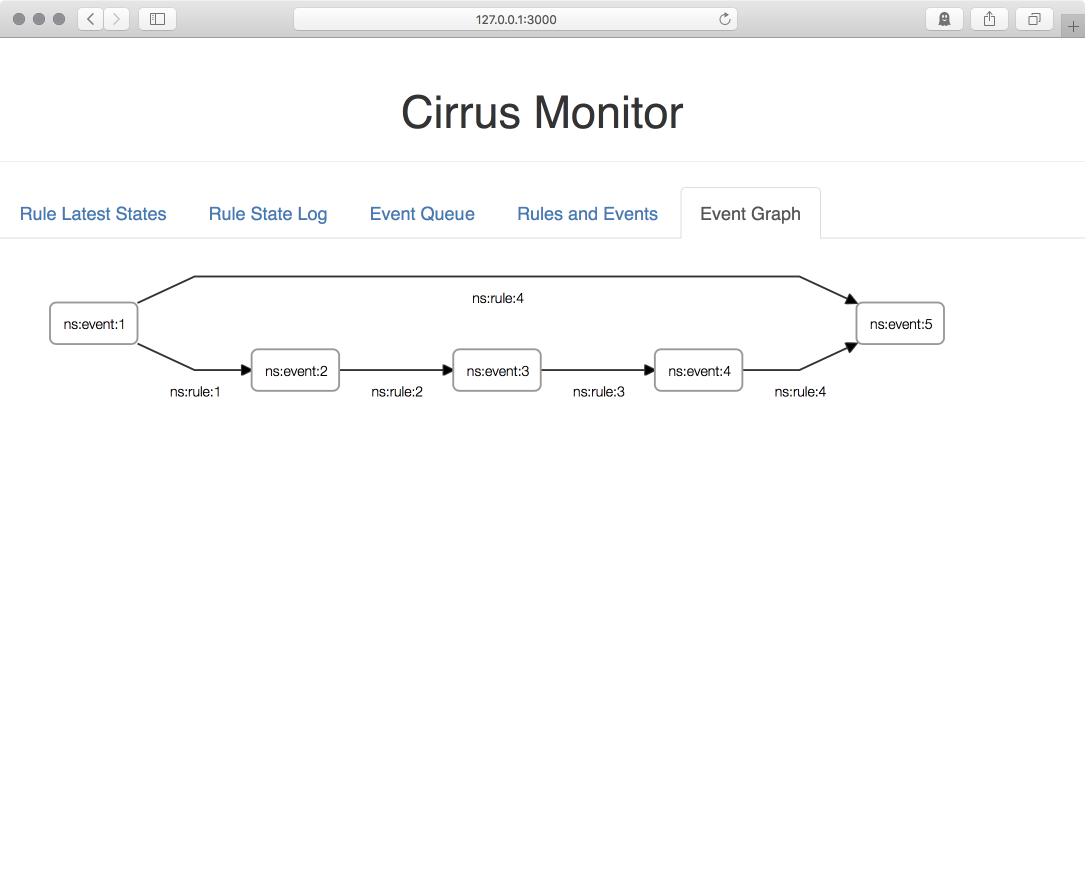 127.0.0.1:3000
Cirrus Monitor
Rule Latest States Rule State Log Event Queue Rules and Events Event Graph
ns:rule:4
ns:event:1 ns:event:5
ns:event:2 ns:event:3 ns:event:4
ns:rule:1 ns:rule:2 ns:rule:3 ns:rule:4